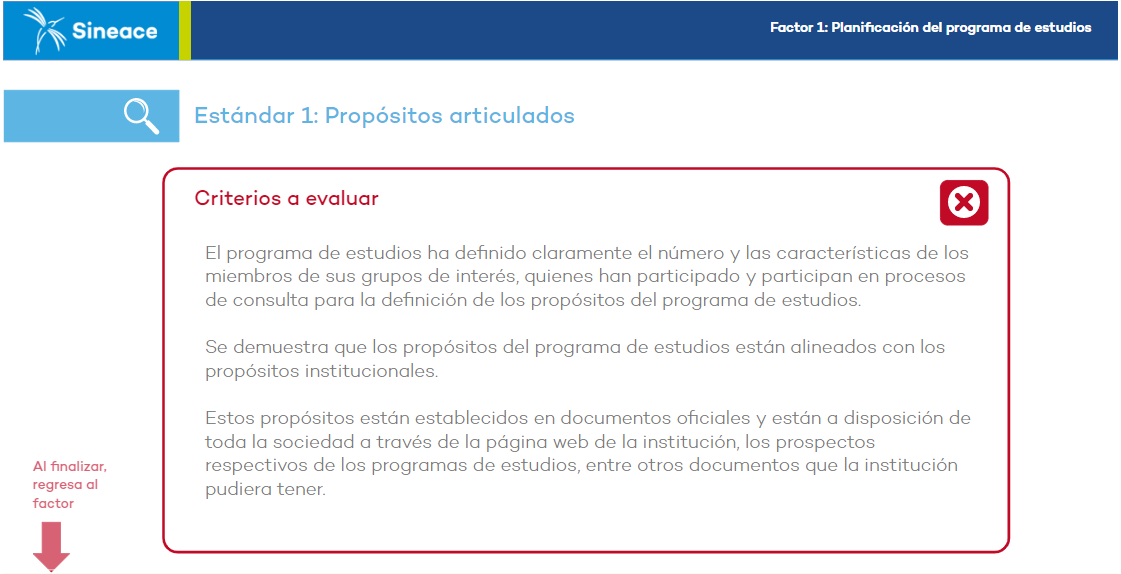 Sineace
Factor 1: Planificación del programa de estudios
Estándar 1: Propósitos articulados
Criterios a evaluar
El programa de estudios ha definido claramente el número y las características de los
miembros de sus grupos de interés, quienes han participado y participan en procesos
de consulta para la definición de los propósitos del programa de estudios.
Se demuestra que los propósitos del programa de estudios están alineados con los
propósitos institucionales.
Estos propósitos están establecidos en documentos oficiales y están a disposición de
toda la sociedad a través de la página web de la institución, los prospectos
respectivos de los programas de estudios, entre otros documentos que la institución
pudiera tener.
Al finalizar,
regresa al
factor